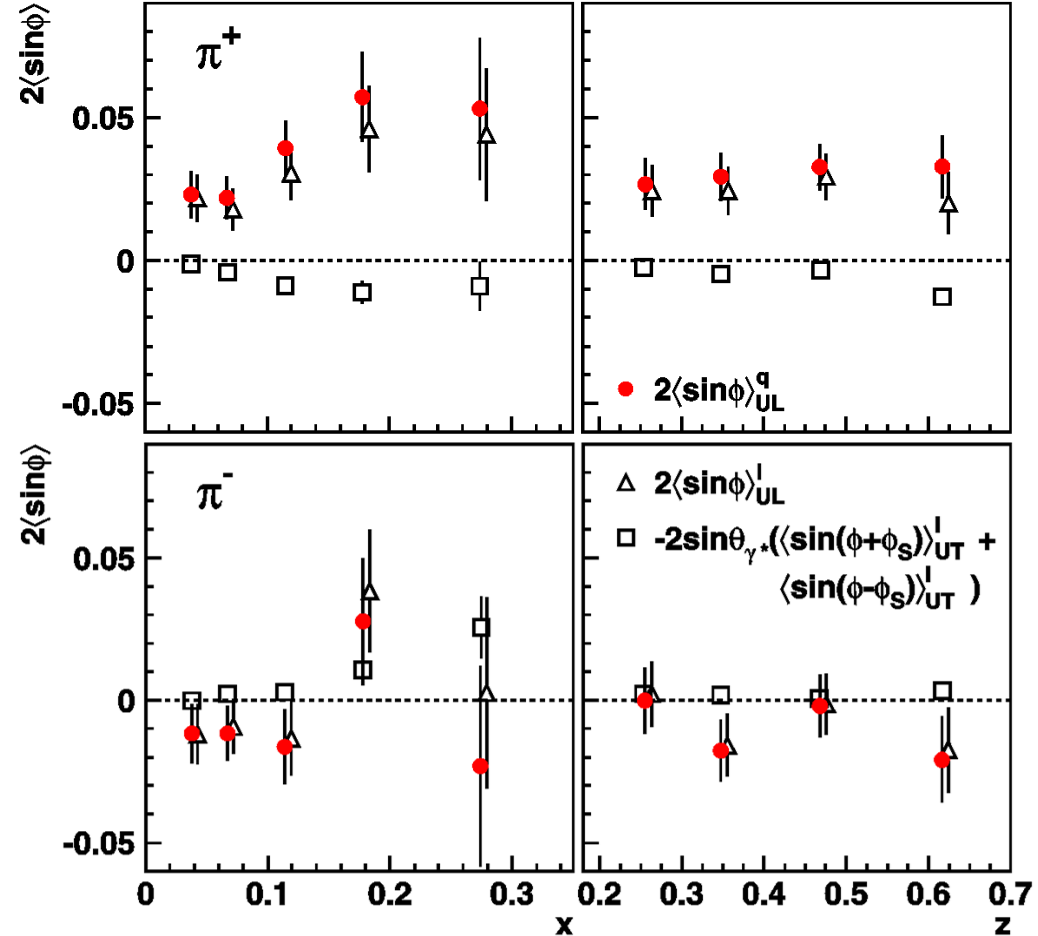 2⟨sinϕ⟩
π⁺
0.05
0
-0.05
2⟨sinϕ⟩^q_UL
2⟨sinϕ⟩
π⁻
0.05
0
-0.05
2⟨sinϕ⟩^l_UL
-2sinθ_γ*(⟨sin(ϕ+ϕ_S)⟩^l_UT +
⟨sin(ϕ-ϕ_S)⟩^l_UT )
0 0.1 0.2 0.3 0.2 0.3 0.4 0.5 0.6 0.7
x z